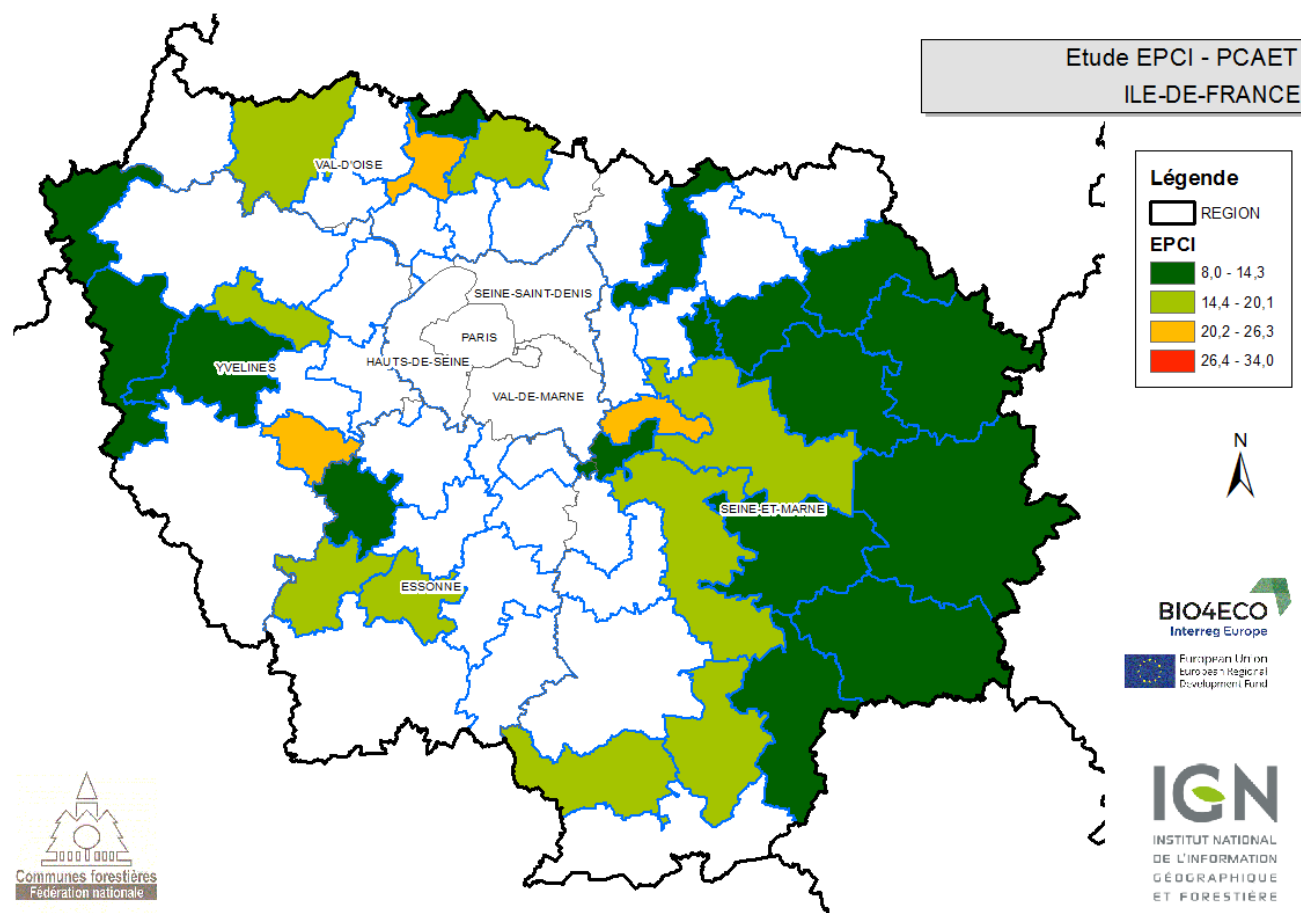 Etude EPCI - PCAET
ILE-DE-FRANCE
Légende
REGION
EPCI
8,0 - 14,3
14,4 - 20,1
20,2 - 26,3
26,4 - 34,0
VAL-D'OISE
SEINE-SAINT-DENIS
PARIS
HAUTS-DE-SEINE
YVELINES
VAL-DE-MARNE
SEINE-ET-MARNE
ESSONNE
N
BIO4ECO
Interreg Europe
European Union
European Regional
Development Fund
IGN
INSTITUT NATIONAL
DE L'INFORMATION
GÉOGRAPHIQUE
ET FORESTIÈRE
Communes forestières
Fédération nationale